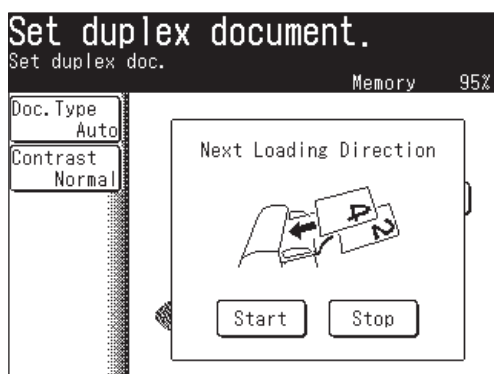 Set duplex document.
Set duplex doc.
Memory 95%
Doc.Type
Auto
Contrast
Normal
Next Loading Direction
4
2
Start Stop